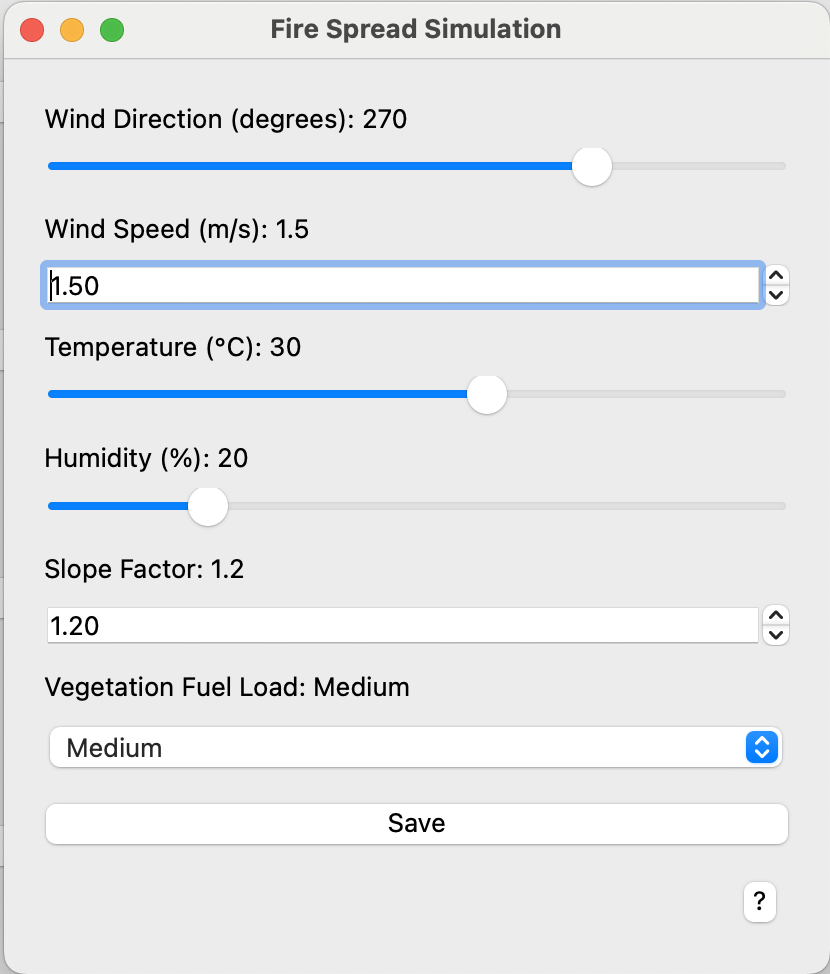 Fire Spread Simulation
Wind Direction (degrees): 270
Wind Speed (m/s): 1.5
1.50
Temperature (°C): 30
Humidity (%): 20
Slope Factor: 1.2
1.20
Vegetation Fuel Load: Medium
Medium
Save
?